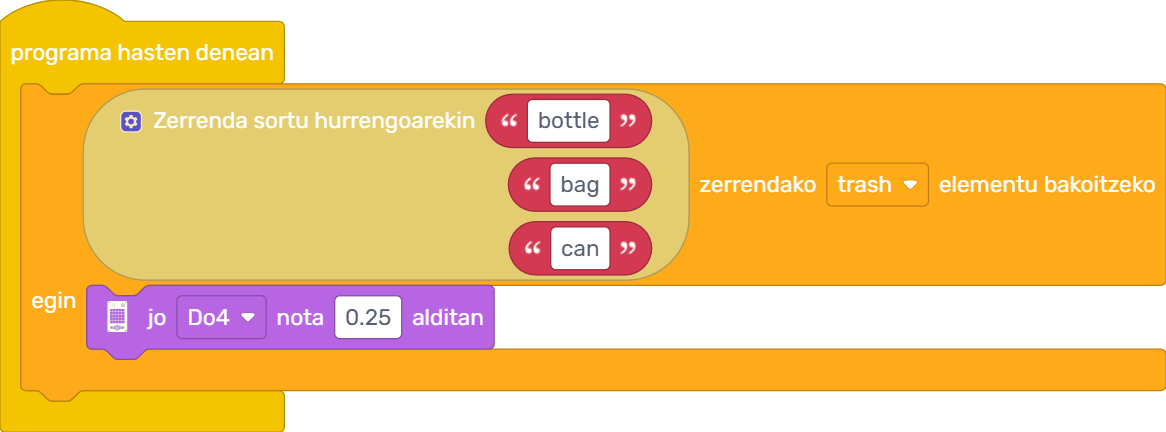 programa hasten denean
Zerrenda sortu hurrengoarekin “ bottle ”
“ bag ”
zerrendako trash elementu bakoitzeko
“ can ”
egin
jo Do4 nota 0.25 alditan